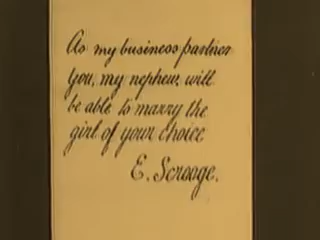 As my business partner
you, my nephew, will
be able to marry the
girl of your choice
E. Scrooge.